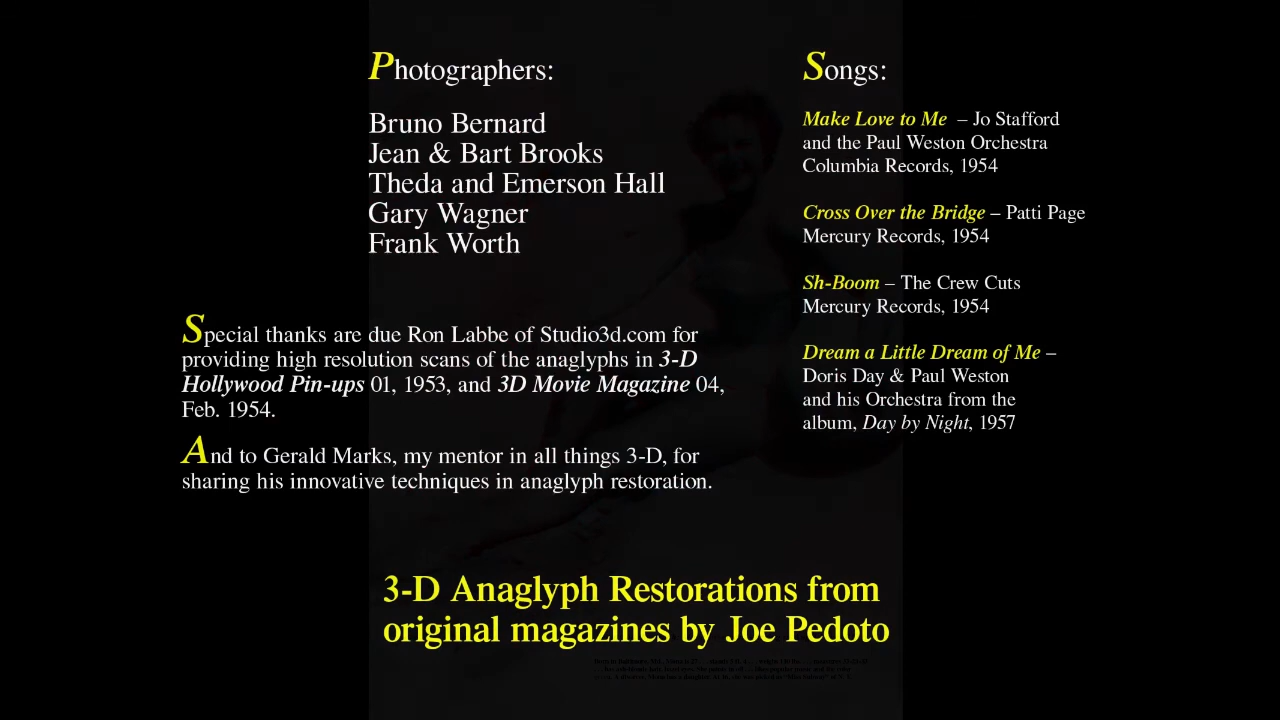 Photographers:
Bruno Bernard
Jean & Bart Brooks
Theda and Emerson Hall
Gary Wagner
Frank Worth
Special thanks are due Ron Labbe of Studio3d.com for
providing high resolution scans of the anaglyphs in 3-D
Hollywood Pin-ups 01, 1953, and 3D Movie Magazine 04,
Feb. 1954.
And to Gerald Marks, my mentor in all things 3-D, for
sharing his innovative techniques in anaglyph restoration.
Songs:
Make Love to Me – Jo Stafford
and the Paul Weston Orchestra
Columbia Records, 1954
Cross Over the Bridge – Patti Page
Mercury Records, 1954
Sh-Boom – The Crew Cuts
Mercury Records, 1954
Dream a Little Dream of Me –
Doris Day & Paul Weston
and his Orchestra from the
album, Day by Night, 1957
3-D Anaglyph Restorations from
original magazines by Joe Pedoto